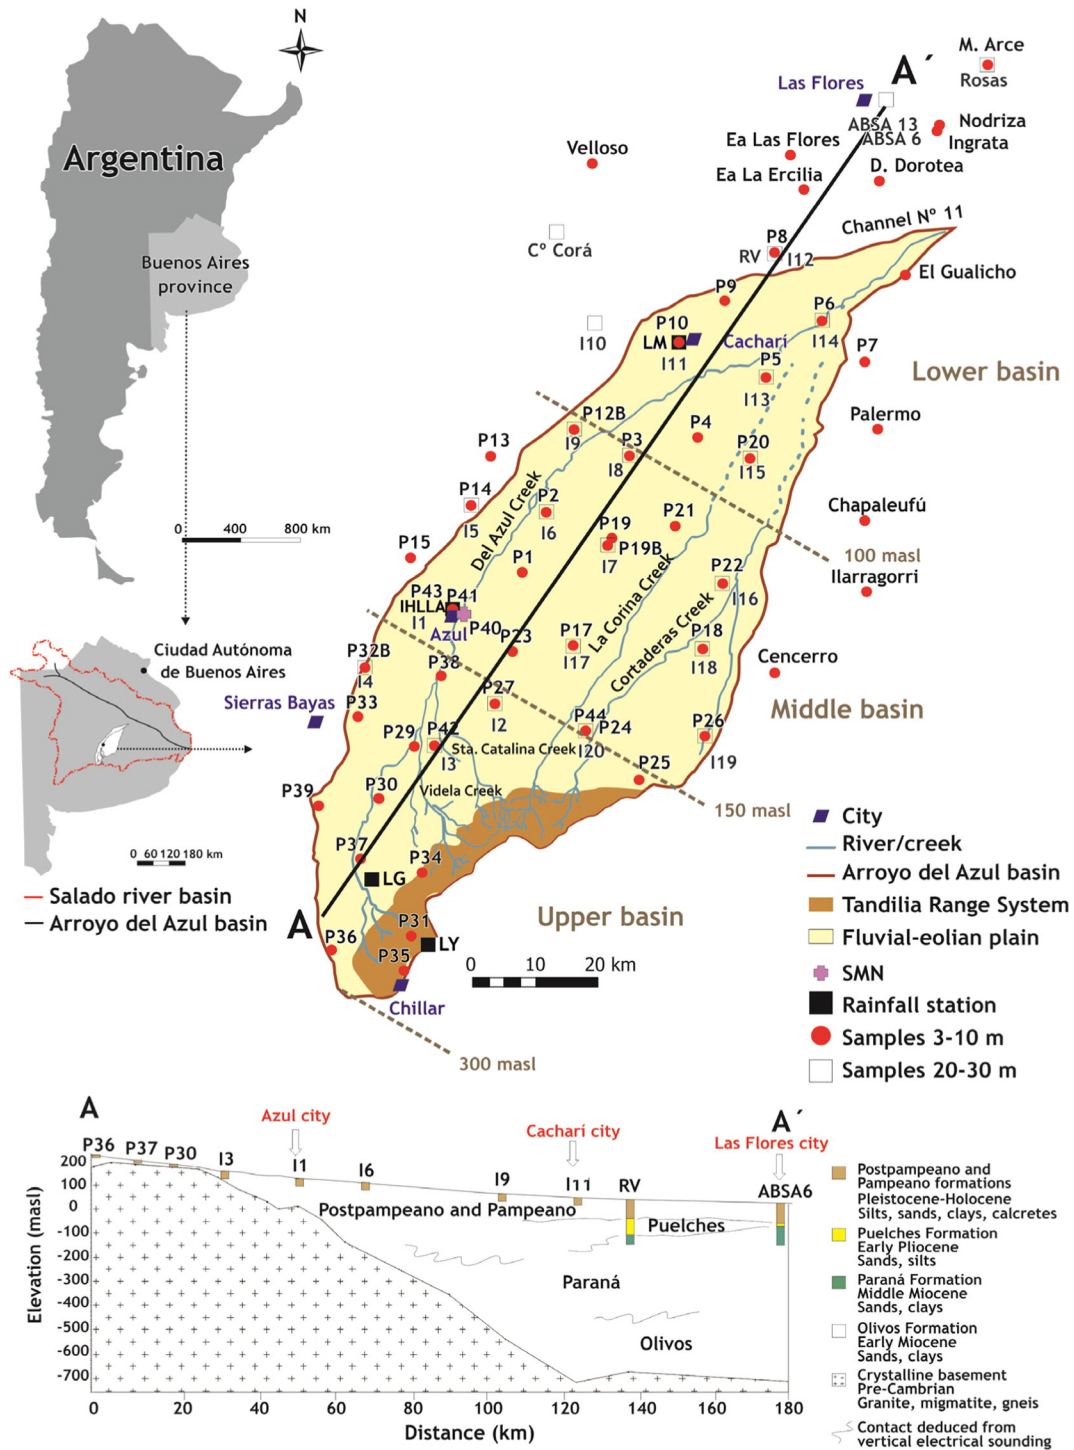 N
Argentina
Buenos Aires
province
0 400 800 km
Ciudad Autónoma
de Buenos Aires
0 60 120 180 km
Salado river basin
Arroyo del Azul basin
A´
M. Arce
Rosas
Las Flores
ABSA 13
ABSA 6
Nodriza
Ingrata
Velloso
Ea Las Flores
Ea La Ercilia
D. Dorotea
Channel Nº 11
Cº Corá
P8
RV
I12
El Gualicho
P9
P6
I14
I10
P10
LM
I11
Cacharí
P7
P5
I13
Lower basin
P12B
I9
P3
I8
P4
P20
I15
Palermo
P13
P14
I5
Del Azul Creek
P2
I6
P21
Chapaleufú
P19
P19B
I7
100 masl
P15
P1
La Corina Creek
P22
I16
Ilarragorri
P43
P41
IHLLA
I1
Azul
P40
P23
P17
I17
Cortaderas Creek
P18
I18
Cencerro
P32B
I4
P38
Sierras Bayas
P33
P27
I2
Middle basin
P44
P24
I20
P26
I19
P29
P42
I3
Sta. Catalina Creek
P25
P39
P30
Videla Creek
150 masl
P37
P34
LG
A
P36
P31
LY
P35
Chillar
Upper basin
0 10 20 km
300 masl
City
River/creek
Arroyo del Azul basin
Tandilia Range System
Fluvial-eolian plain
SMN
Rainfall station
Samples 3-10 m
Samples 20-30 m
A
A´
Azul city
Cacharí city
Las Flores city
P36 P37 P30 I3 I1 I6 I9 I11 RV ABSA6
Elevation (masl)
200
100
0
-100
-200
-300
-400
-500
-600
-700
Postpampeano and Pampeano
Puelches
Paraná
Olivos
0 20 40 60 80 100 120 140 160 180
Distance (km)
Postpampeano and
Pampeano formations
Pleistocene-Holocene
Silts, sands, clays, calcretes
Puelches Formation
Early Pliocene
Sands, silts
Paraná Formation
Middle Miocene
Sands, clays
Olivos Formation
Early Miocene
Sands, clays
Crystalline basement
Pre-Cambrian
Granite, migmatite, gneis
Contact deduced from
vertical electrical sounding